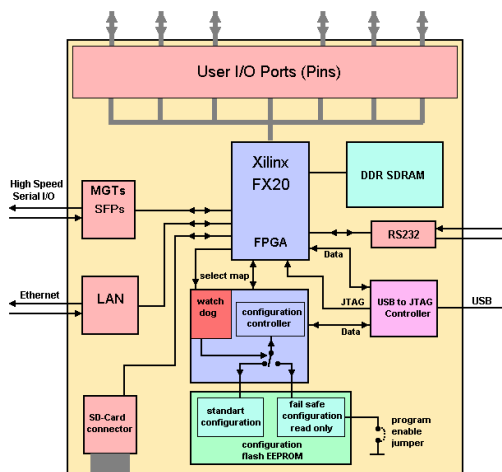 User I/O Ports (Pins)
Xilinx
FX20
FPGA
DDR SDRAM
High Speed
Serial I/O
MGTs
SFPs
RS232
Data
select map
Ethernet
LAN
watch
dog
configuration
controller
JTAG
USB to JTAG
Controller
USB
Data
SD-Card
connector
standart
configuration
fail safe
configuration
read only
program
enable
jumper
configuration
flash EEPROM